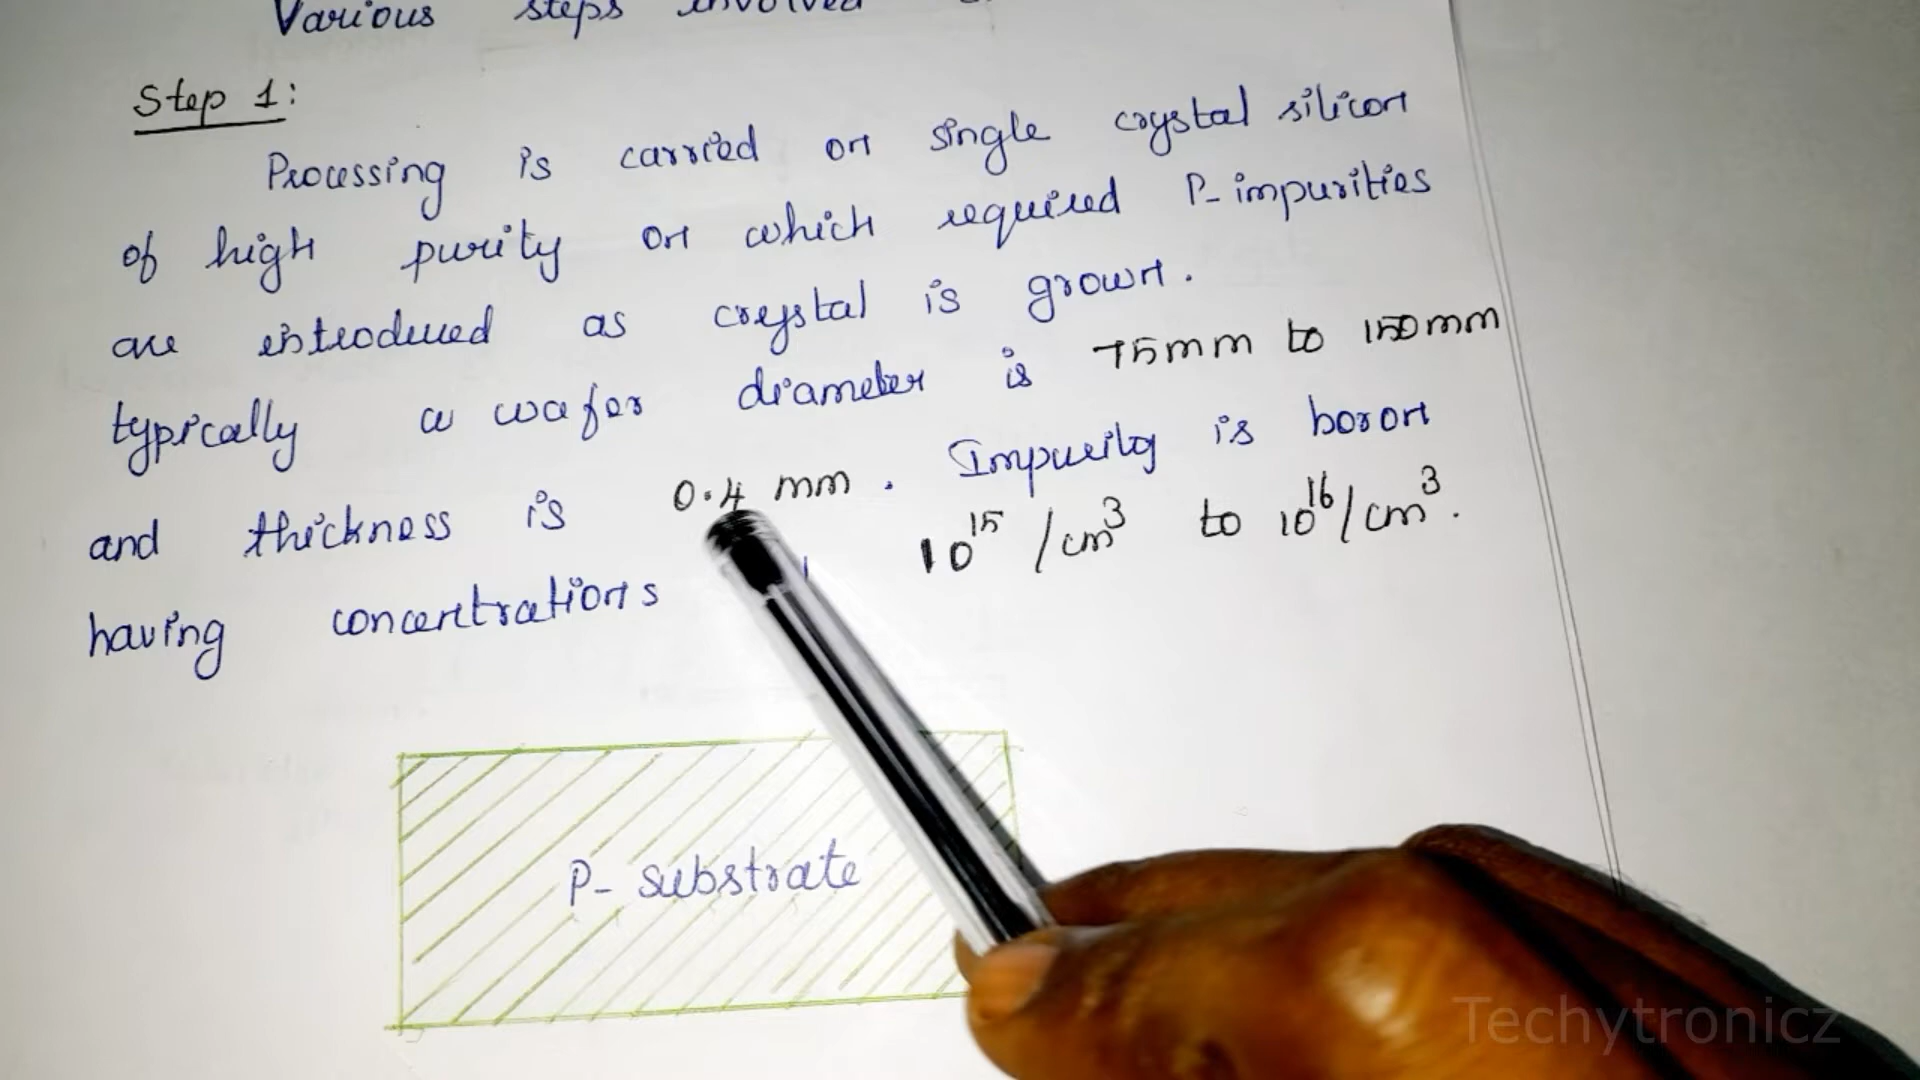 Various steps involved
Step 1:
Processing is carried on single crystal silicon
of high purity on which required P-impurities
are introduced as crystal is grown.
typically a wafer diameter is 75mm to 150mm
and thickness is 0.4 mm. Impurity is boron
having concentrations 10^15 /cm^3 to 10^16/cm^3.
P- substrate
Techytronicz